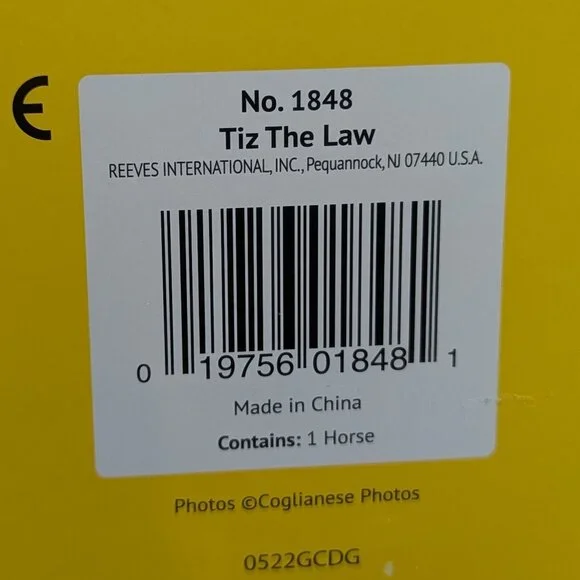 CE
No. 1848
Tiz The Law
REEVES INTERNATIONAL, INC., Pequannock, NJ 07440 U.S.A.
0 19756 01848 1
Made in China
Contains: 1 Horse
Photos ©Coglianese Photos
0522GCDG